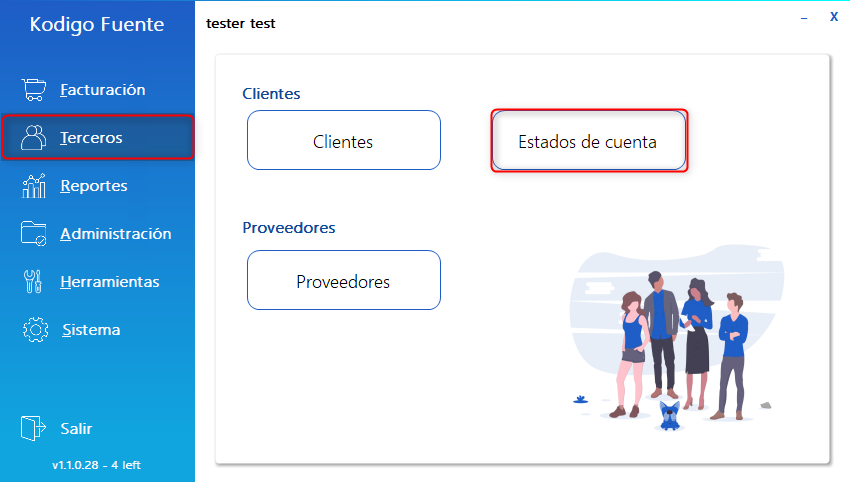 Kodigo Fuente
tester test
– X
Facturación
Terceros
Reportes
Administración
Herramientas
Sistema
Salir
v1.1.0.28 - 4 left
Clientes
Clientes
Estados de cuenta
Proveedores
Proveedores